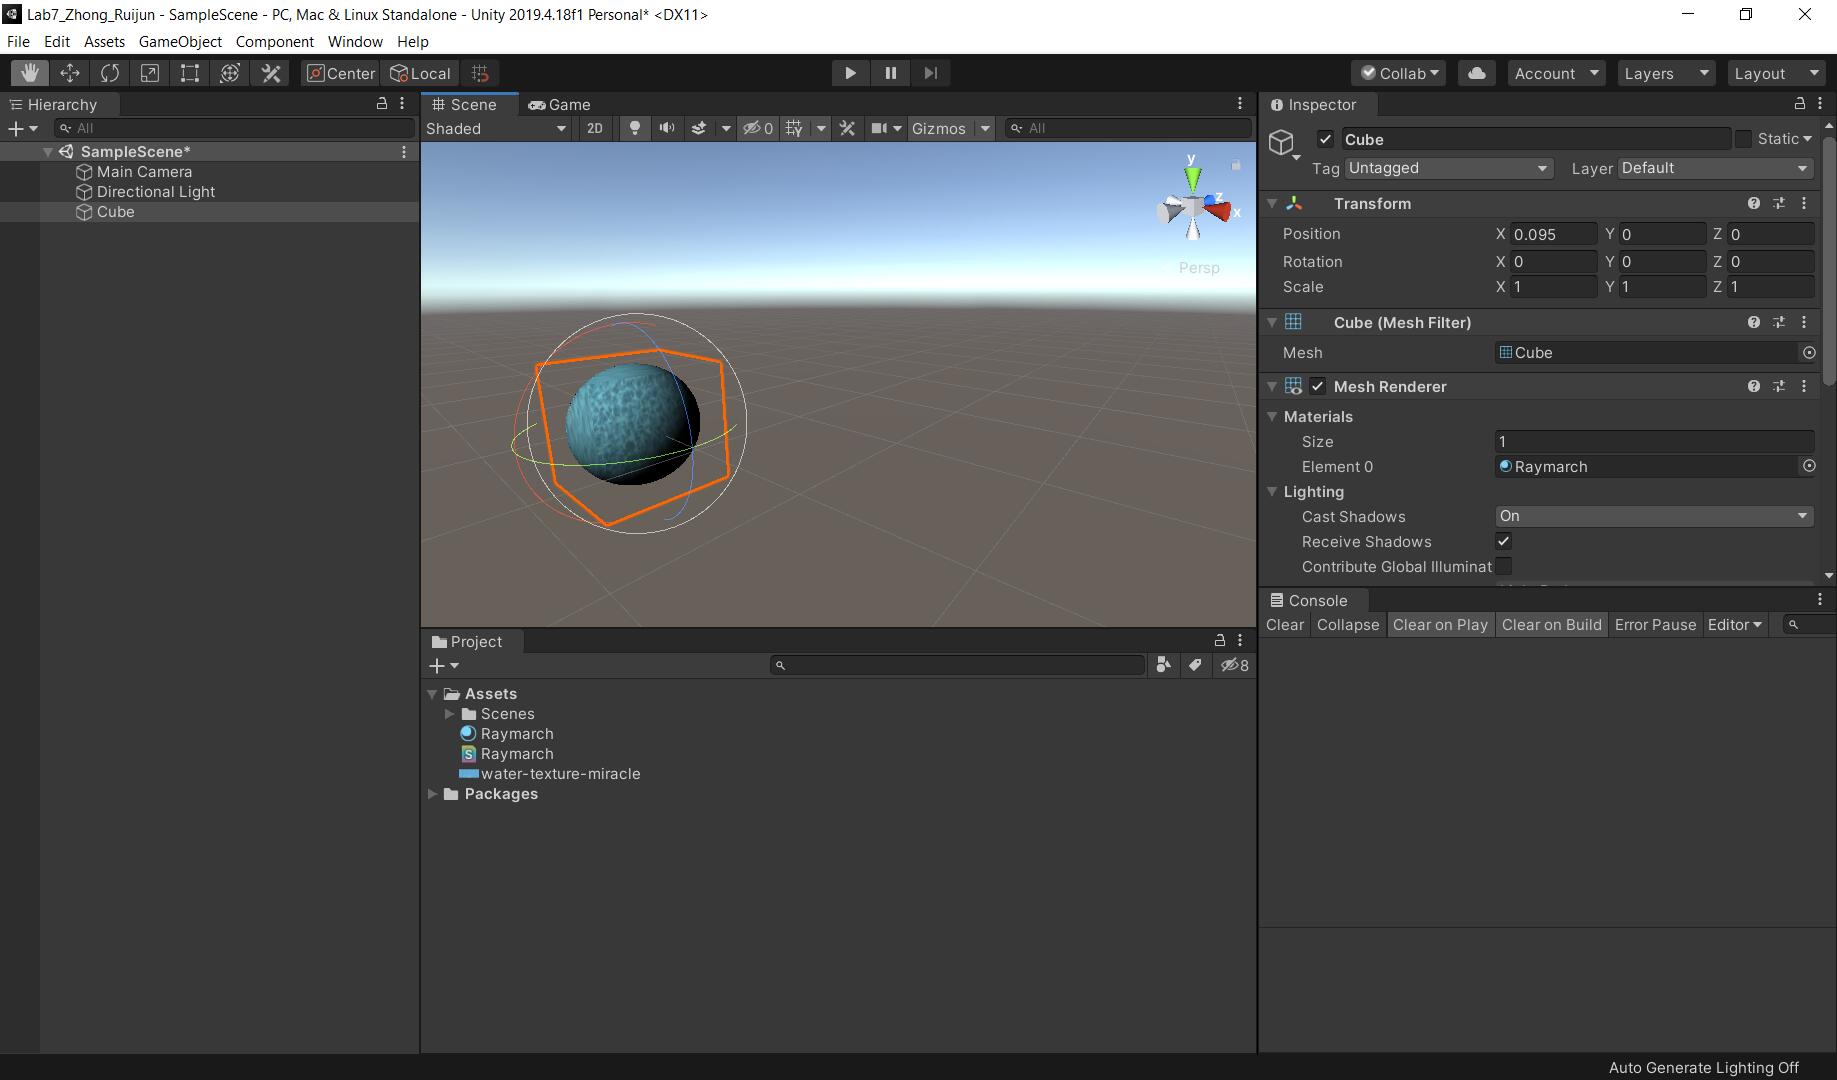 Lab7_Zhong_Ruijun - SampleScene - PC, Mac & Linux Standalone - Unity 2019.4.18f1 Personal* <DX11>
File Edit Assets GameObject Component Window Help
Center Local Collab Account Layers Layout
Hierarchy
All
SampleScene*
Main Camera
Directional Light
Cube
Scene Game
Shaded 2D 0 Gizmos All
y
z
x
Persp
Project
8
Assets
Scenes
Raymarch
Raymarch
water-texture-miracle
Packages
Inspector
Cube Static
Tag Untagged Layer Default
Transform
Position X 0.095 Y 0 Z 0
Rotation X 0 Y 0 Z 0
Scale X 1 Y 1 Z 1
Cube (Mesh Filter)
Mesh Cube
Mesh Renderer
Materials
Size 1
Element 0 Raymarch
Lighting
Cast Shadows On
Receive Shadows
Contribute Global Illuminat
Console
Clear Collapse Clear on Play Clear on Build Error Pause Editor
Auto Generate Lighting Off